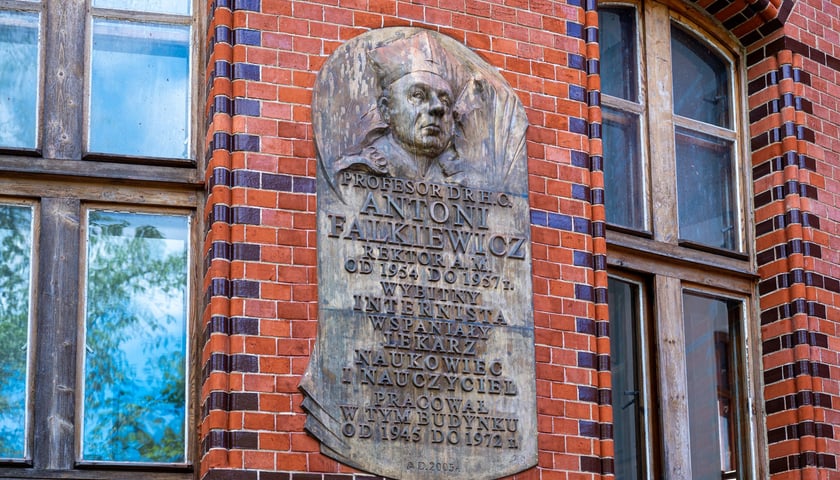 PROFESOR DR H.C.
ANTONI
FALKIEWICZ
REKTOR A.M.
OD 1954 DO 1957 r.
WYBITNY
INTERNISTA
WSPANIAŁY
LEKARZ
NAUKOWIEC
I NAUCZYCIEL
PRACOWAŁ
W TYM BUDYNKU
OD 1945 DO 1972 r.
A.D. 2005 r.